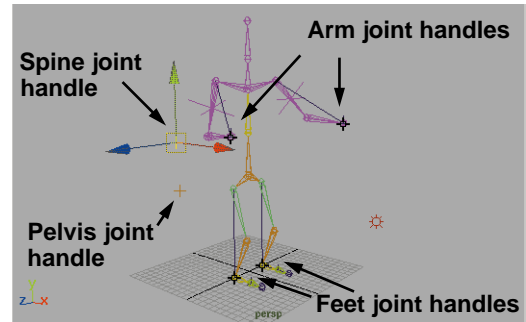 Arm joint handles
Spine joint
handle
Pelvis joint
handle
Feet joint handles
persp
y
z x